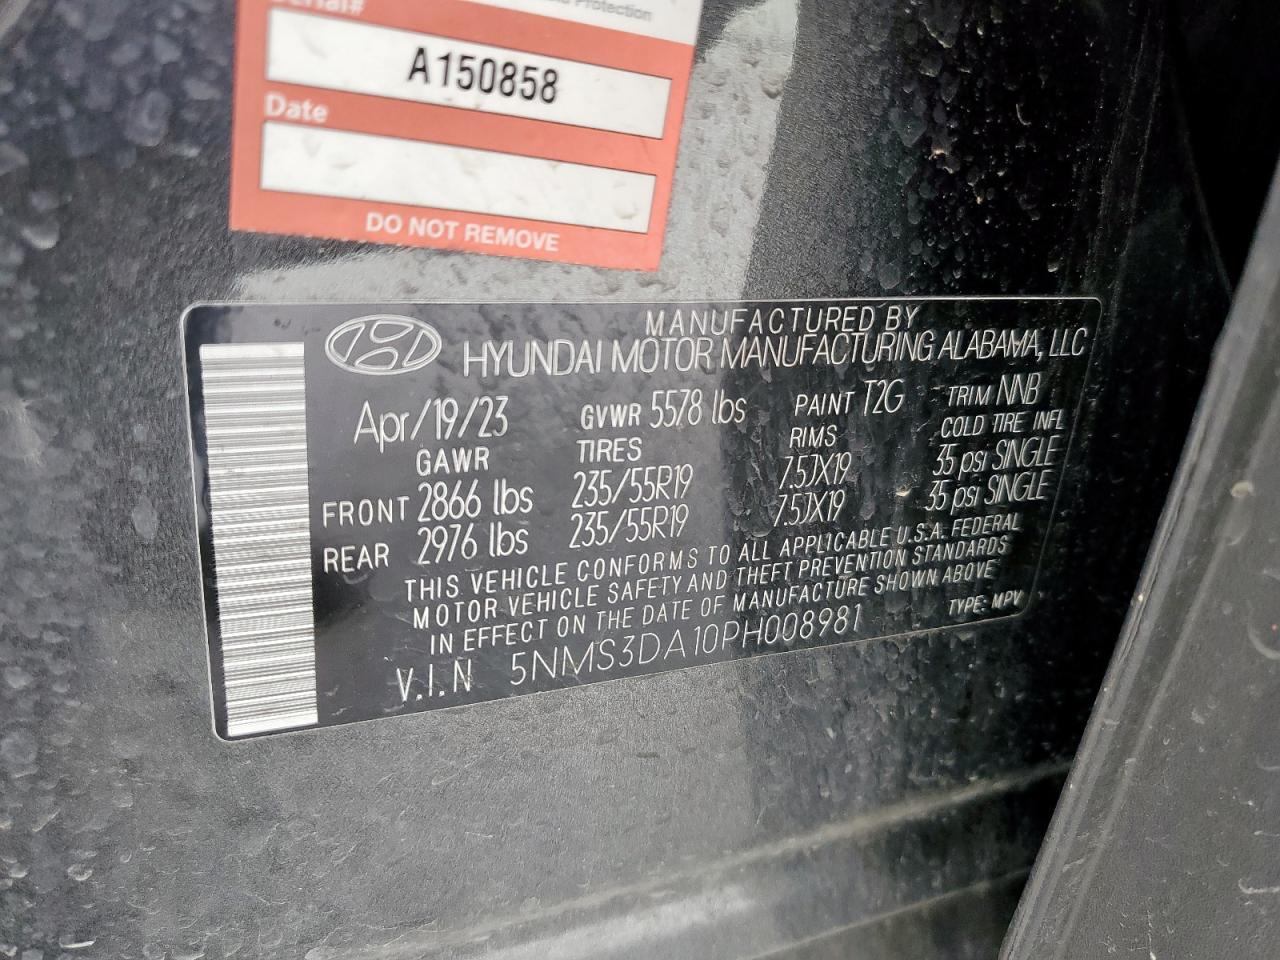 Serial#
Protection
A150858
Date
DO NOT REMOVE
MANUFACTURED BY
HYUNDAI MOTOR MANUFACTURING ALABAMA, LLC
Apr/19/23 GVWR 5578 lbs PAINT T2G TRIM NNB
GAWR TIRES RIMS COLD TIRE INFL
FRONT 2866 lbs 235/55R19 7.5JX19 35 psi SINGLE
REAR 2976 lbs 235/55R19 7.5JX19 35 psi SINGLE
THIS VEHICLE CONFORMS TO ALL APPLICABLE U.S.A. FEDERAL
MOTOR VEHICLE SAFETY AND THEFT PREVENTION STANDARDS
IN EFFECT ON THE DATE OF MANUFACTURE SHOWN ABOVE
V.I.N 5NMS3DA10PH008981 TYPE: MPV